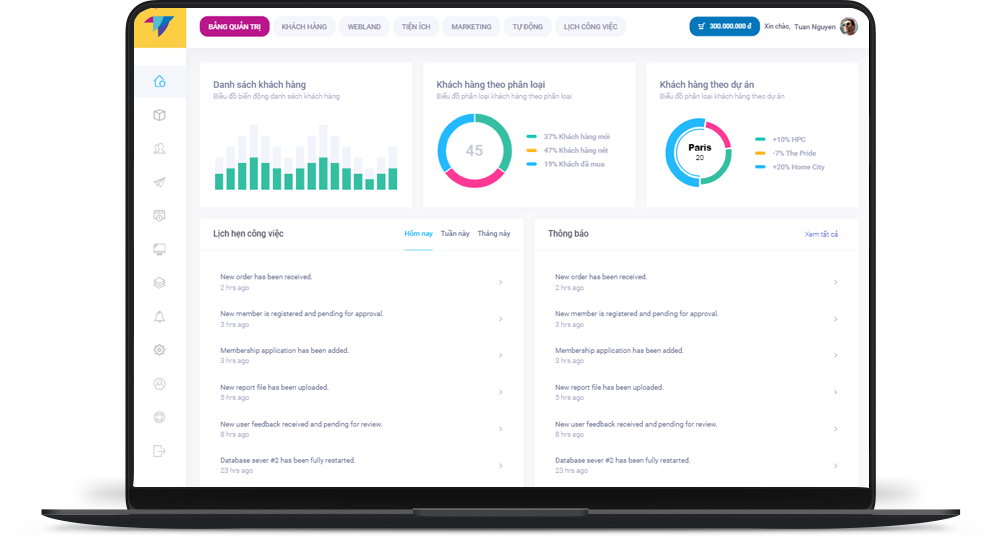 BẢNG QUẢN TRỊ
KHÁCH HÀNG
WEBLAND
TIỆN ÍCH
MARKETING
TỰ ĐỘNG
LỊCH CÔNG VIỆC
300.000.000 đ
Xin chào, Tuan Nguyen
Danh sách khách hàng
Biểu đồ biến động danh sách khách hàng
Khách hàng theo phân loại
Biểu đồ phân loại khách hàng theo phân loại
45
37% Khách hàng mới
47% Khách hàng nét
19% Khách đã mua
Khách hàng theo dự án
Biểu đồ phân loại khách hàng theo dự án
Paris
20
+10% HPC
-7% The Pride
+20% Home City
Lịch hẹn công việc
Hôm nay
Tuần này
Tháng này
New order has been received.
2 hrs ago
New member is registered and pending for approval.
3 hrs ago
Membership application has been added.
3 hrs ago
New report file has been uploaded.
5 hrs ago
New user feedback received and pending for review.
8 hrs ago
Database sever #2 has been fully restarted.
23 hrs ago
Thông báo
Xem tất cả
New order has been received.
2 hrs ago
New member is registered and pending for approval.
3 hrs ago
Membership application has been added.
3 hrs ago
New report file has been uploaded.
5 hrs ago
New user feedback received and pending for review.
8 hrs ago
Database sever #2 has been fully restarted.
23 hrs ago